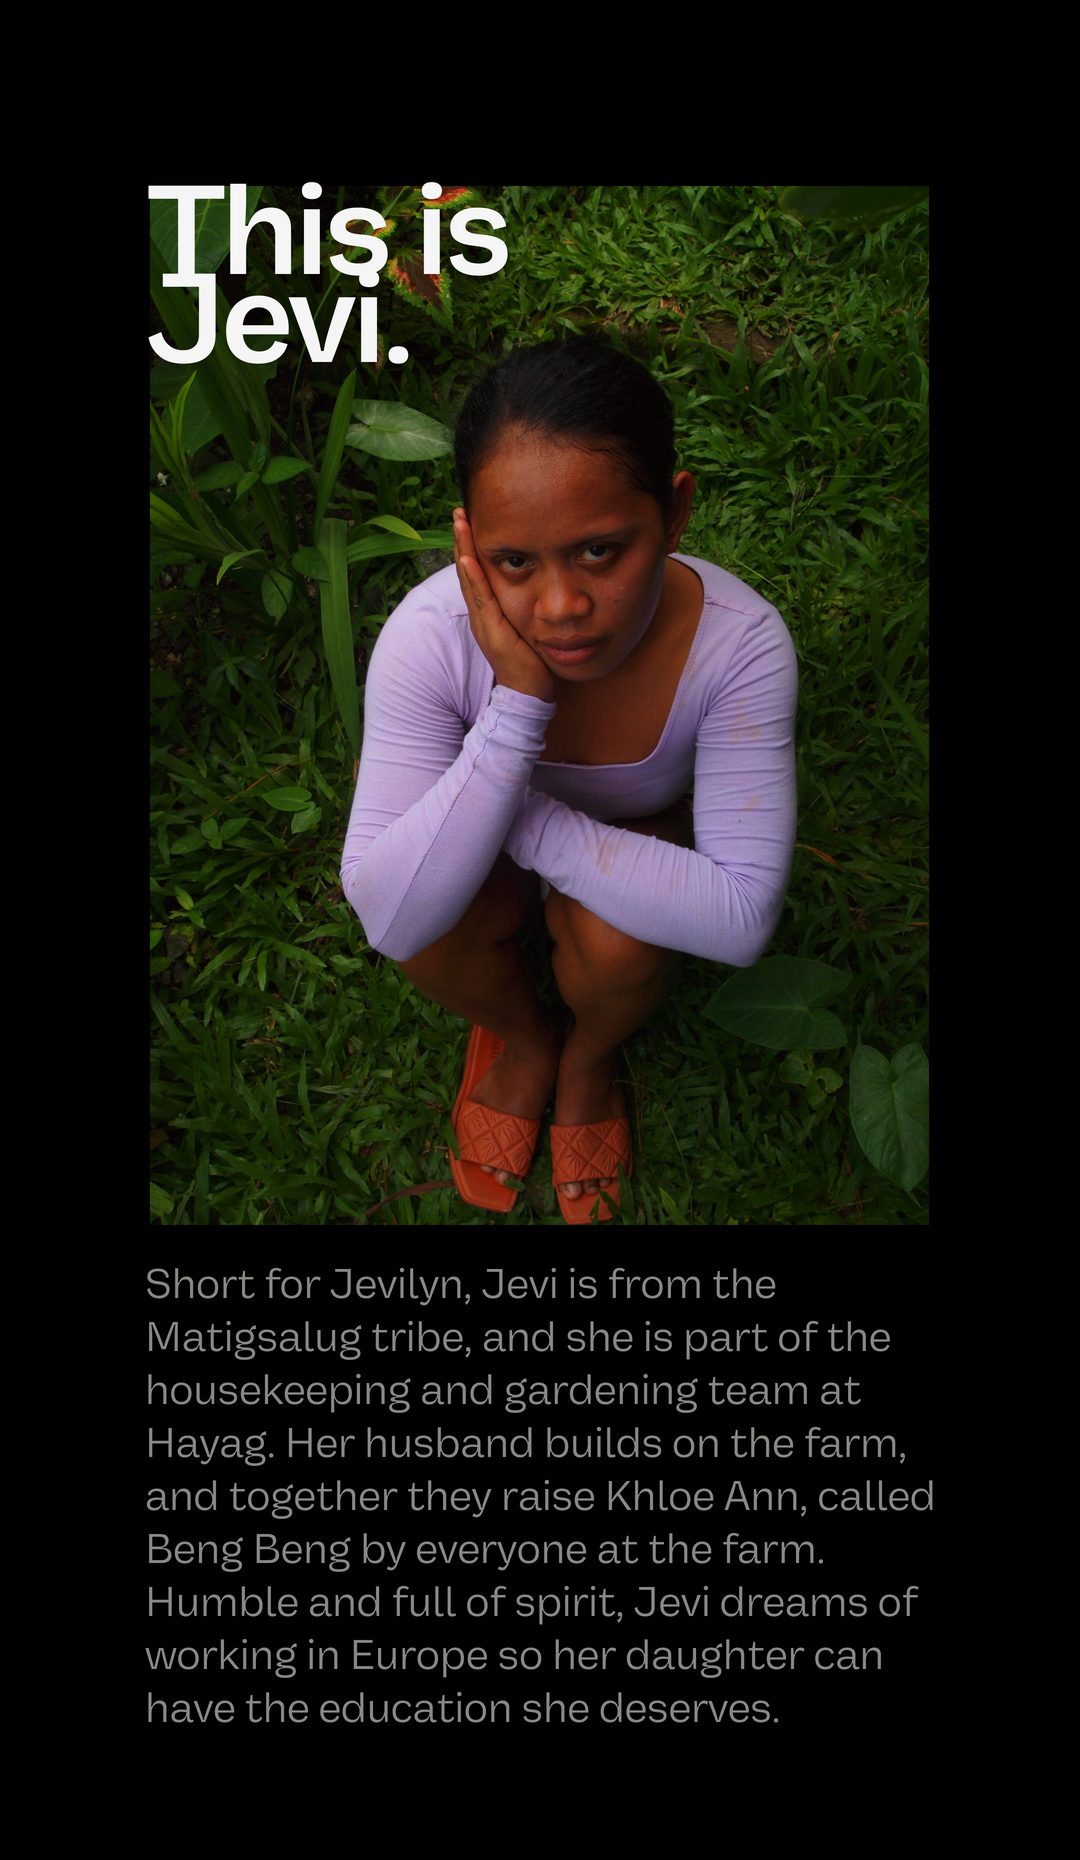 This is
Jevi.
Short for Jevilyn, Jevi is from the
Matigsalug tribe, and she is part of the
housekeeping and gardening team at
Hayag. Her husband builds on the farm,
and together they raise Khloe Ann, called
Beng Beng by everyone at the farm.
Humble and full of spirit, Jevi dreams of
working in Europe so her daughter can
have the education she deserves.